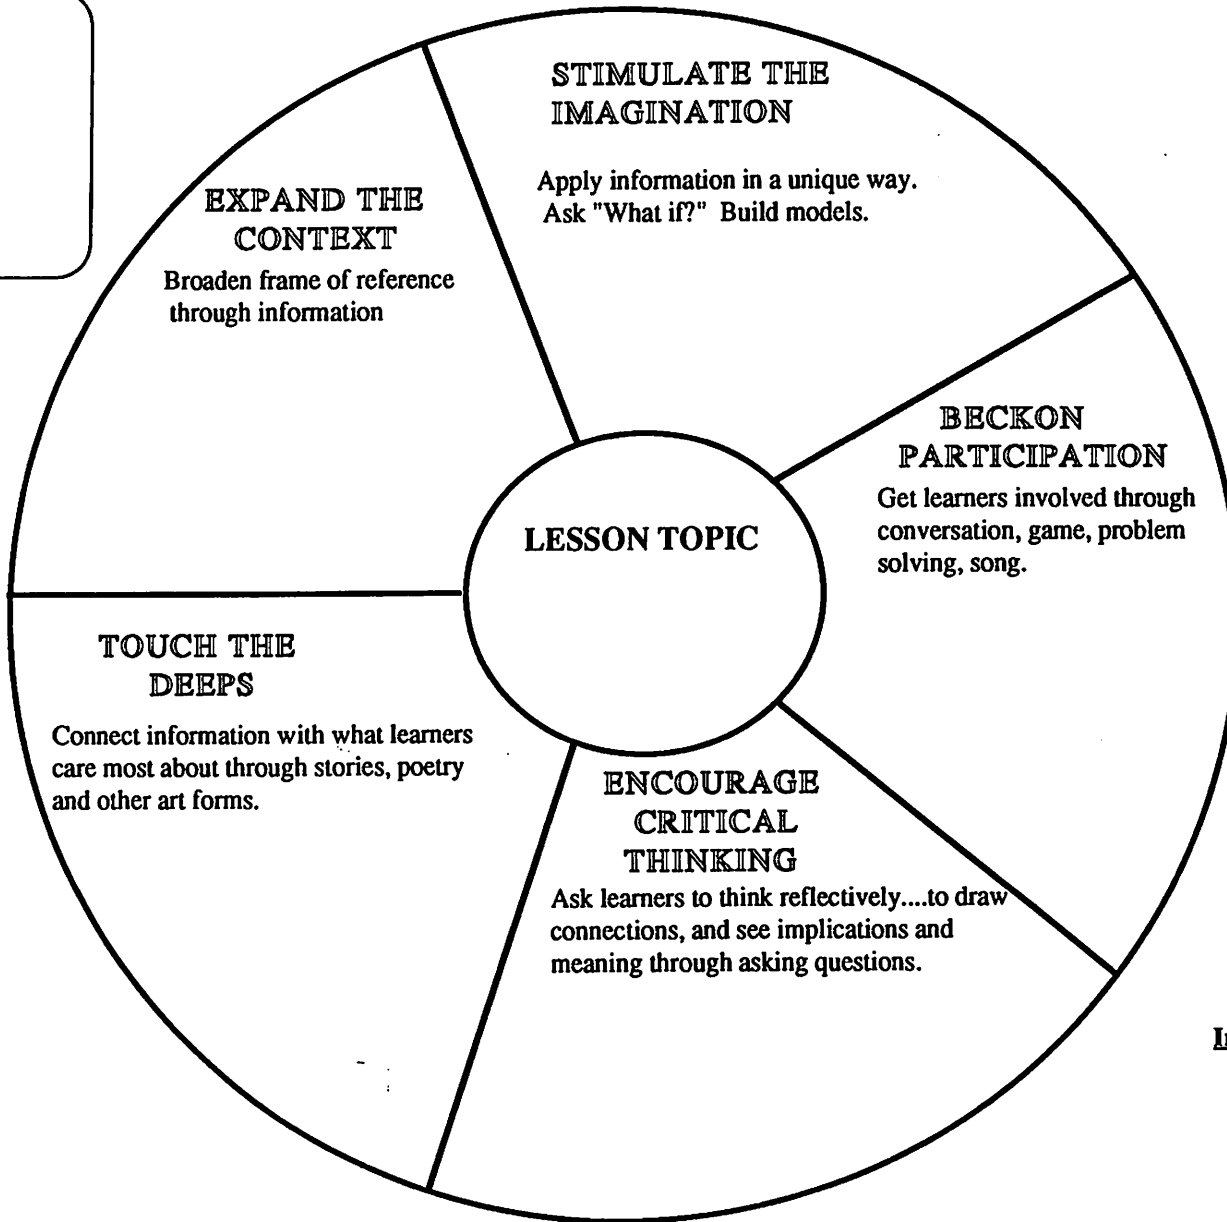 STIMULATE THE
IMAGINATION
Apply information in a unique way.
Ask "What if?" Build models.
EXPAND THE
CONTEXT
Broaden frame of reference
through information
BECKON
PARTICIPATION
Get learners involved through
conversation, game, problem
solving, song.
LESSON TOPIC
TOUCH THE
DEEPS
Connect information with what learners
care most about through stories, poetry
and other art forms.
ENCOURAGE
CRITICAL
THINKING
Ask learners to think reflectively....to draw
connections, and see implications and
meaning through asking questions.